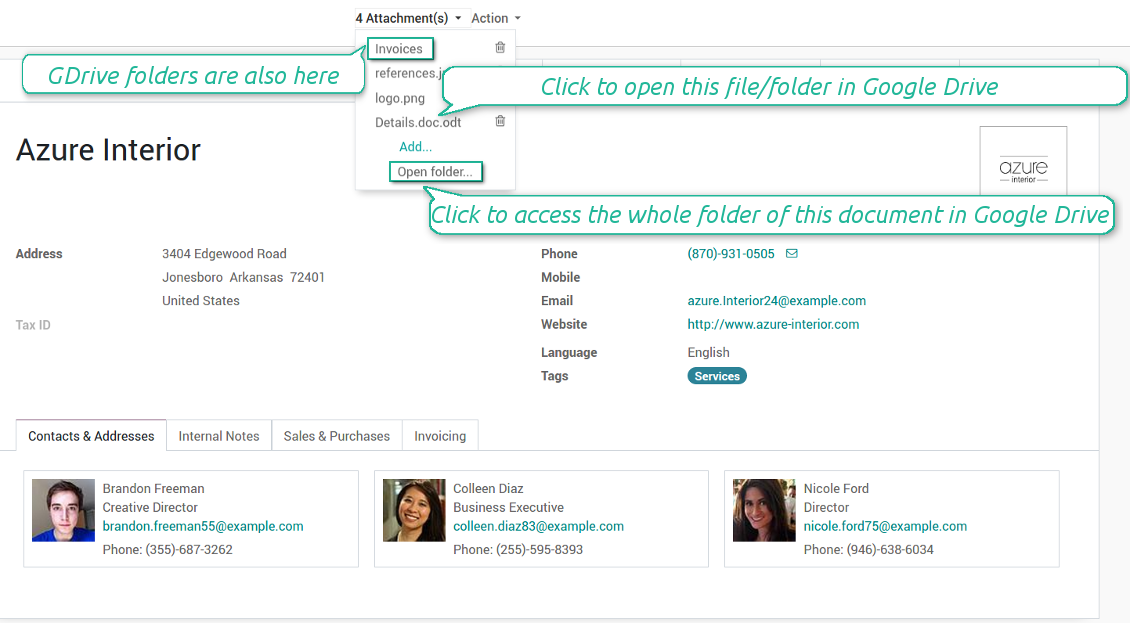 4 Attachment(s) Action
Invoices
GDrive folders are also here
references.j
Click to open this file/folder in Google Drive
logo.png
Details.doc.odt
Add...
Azure Interior
Open folder...
azure
interior
Click to access the whole folder of this document in Google Drive
Address 3404 Edgewood Road Phone (870)-931-0505
Jonesboro Arkansas 72401 Mobile
United States Email azure.Interior24@example.com
Tax ID Website http://www.azure-interior.com
Language English
Tags Services
Contacts & Addresses Internal Notes Sales & Purchases Invoicing
Brandon Freeman
Creative Director
brandon.freeman55@example.com
Phone: (355)-687-3262
Colleen Diaz
Business Executive
colleen.diaz83@example.com
Phone: (255)-595-8393
Nicole Ford
Director
nicole.ford75@example.com
Phone: (946)-638-6034